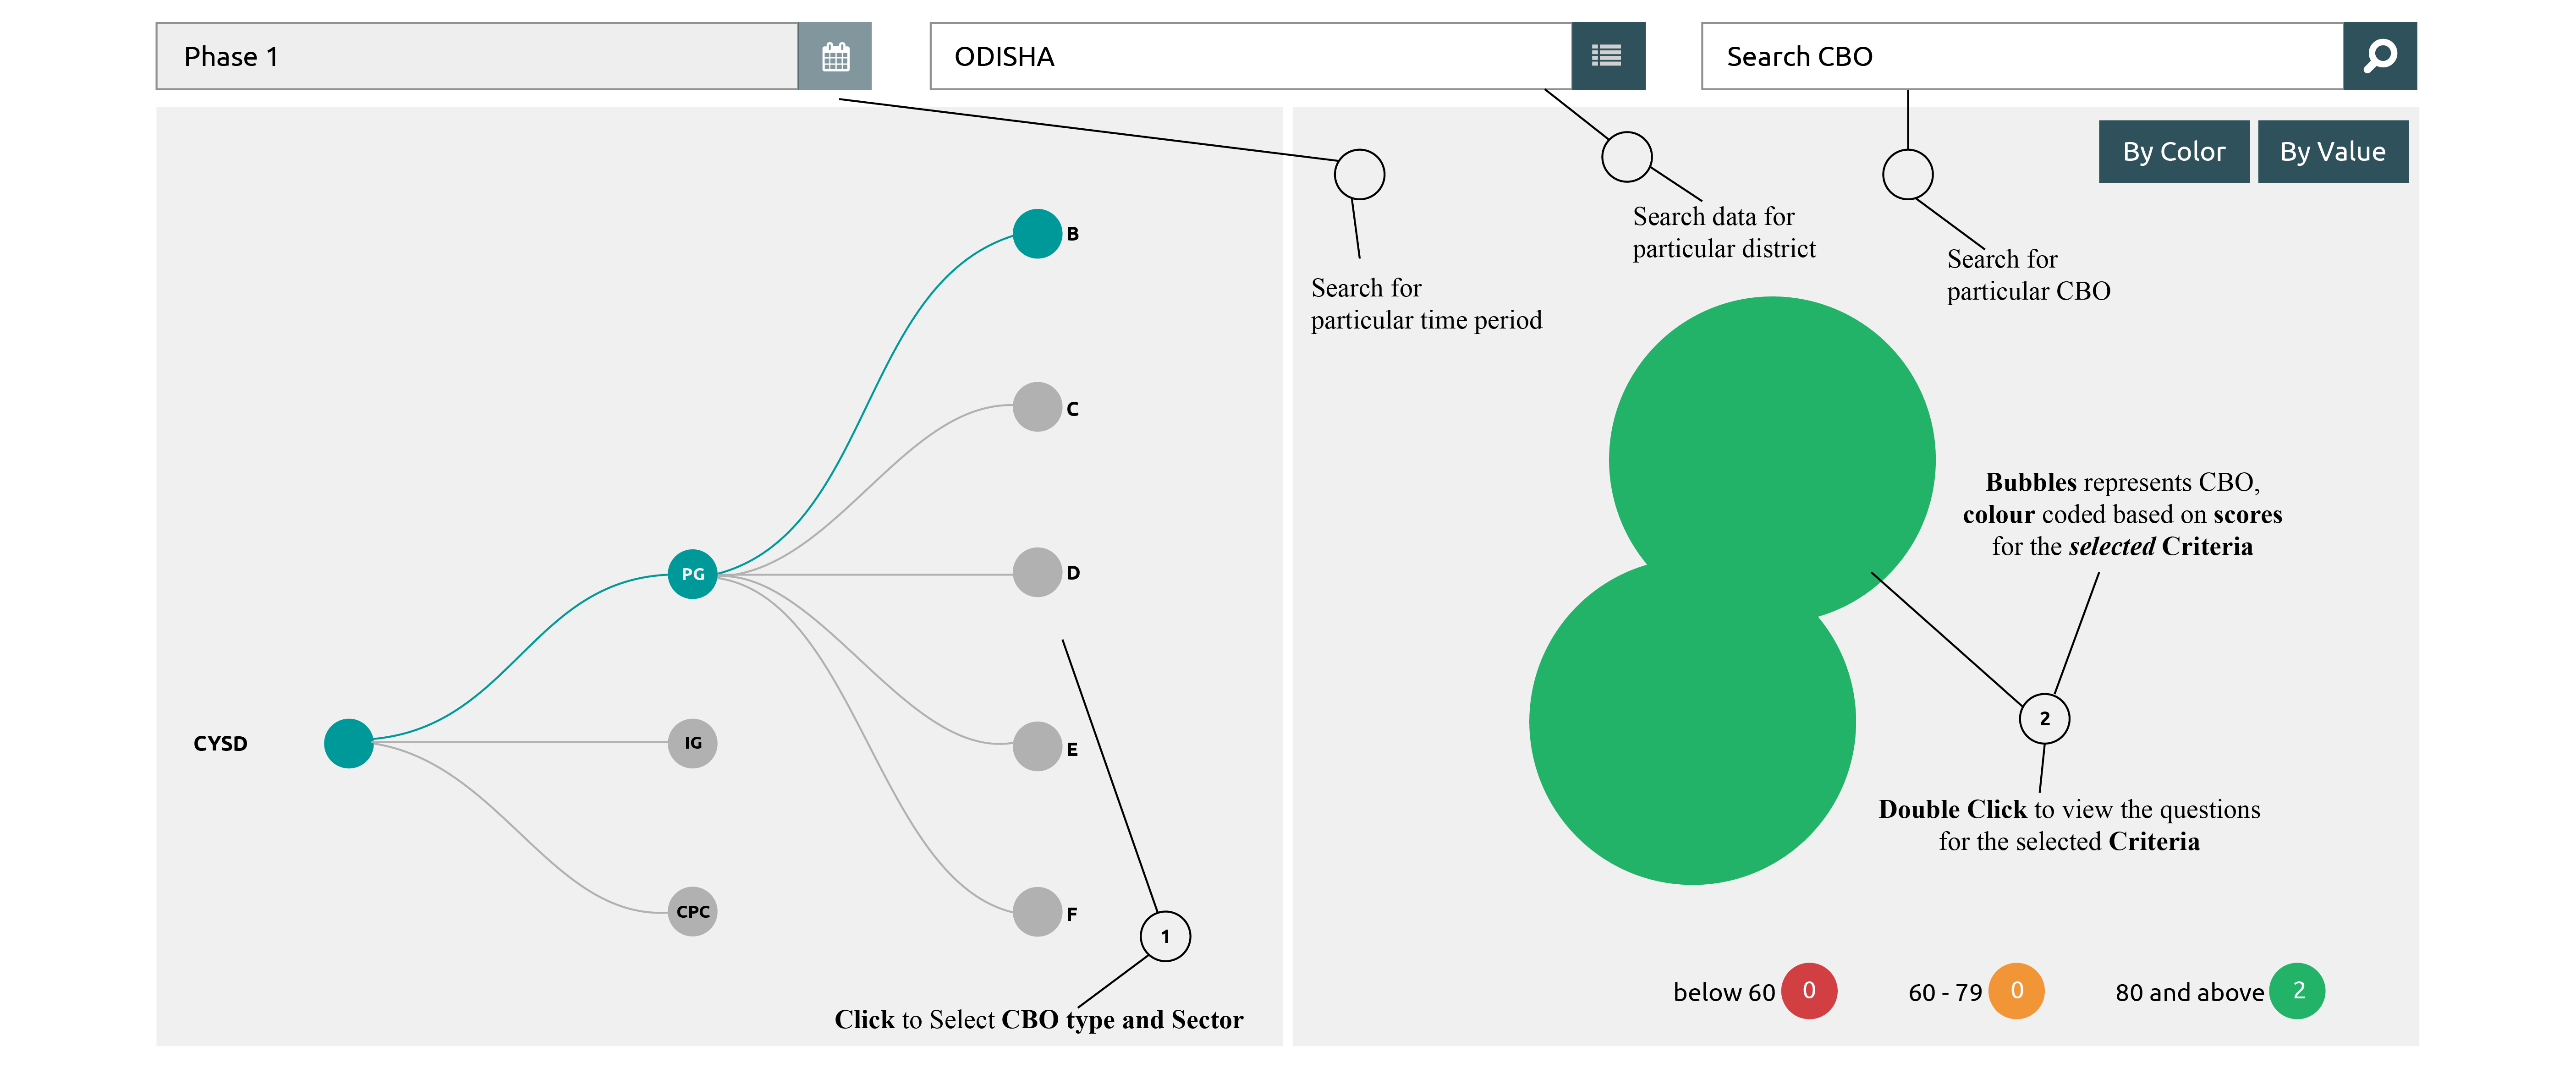 Phase 1
ODISHA
Search CBO
By Color
By Value
Search data for
particular district
Search for
particular CBO
Search for
particular time period
B
C
D
E
F
PG
IG
CPC
CYSD
Bubbles represents CBO,
colour coded based on scores
for the selected Criteria
2
Double Click to view the questions
for the selected Criteria
1
Click to Select CBO type and Sector
below 60 0
60 - 79 0
80 and above 2